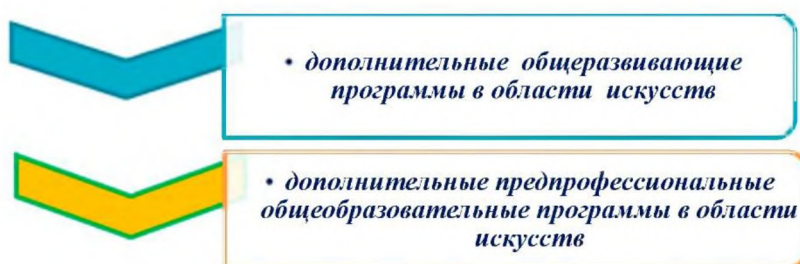 • дополнительные общеразвивающие
программы в области искусств
• дополнительные предпрофессиональные
общеобразовательные программы в области
искусств